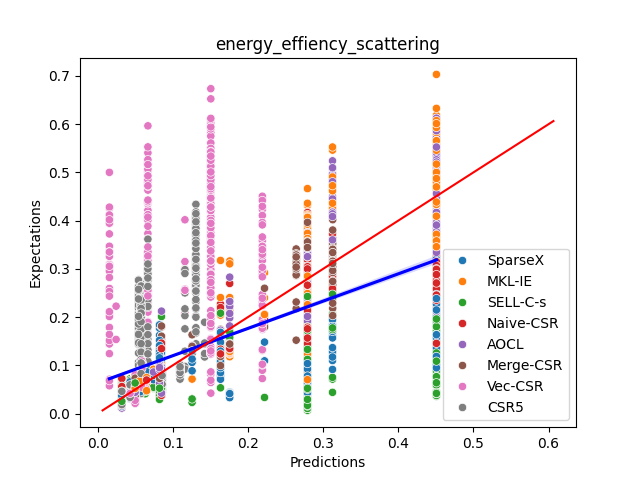 energy_effiency_scattering
0.7
0.6
0.5
0.4
0.3
0.2
0.1
0.0
Expectations
SparseX
MKL-IE
SELL-C-s
Naive-CSR
AOCL
Merge-CSR
Vec-CSR
CSR5
0.0 0.1 0.2 0.3 0.4 0.5 0.6
Predictions